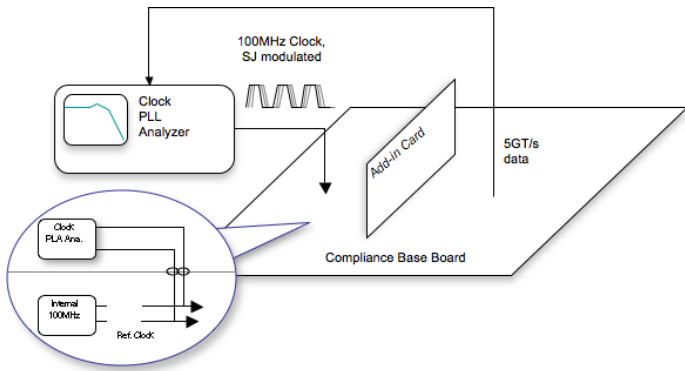 100MHz Clock,
SJ modulated
Clock
PLL
Analyzer
Add-in Card
5GT/s
data
Clock
PLA Ana.
Compliance Base Board
Internal
100MHz
Ref. Clock